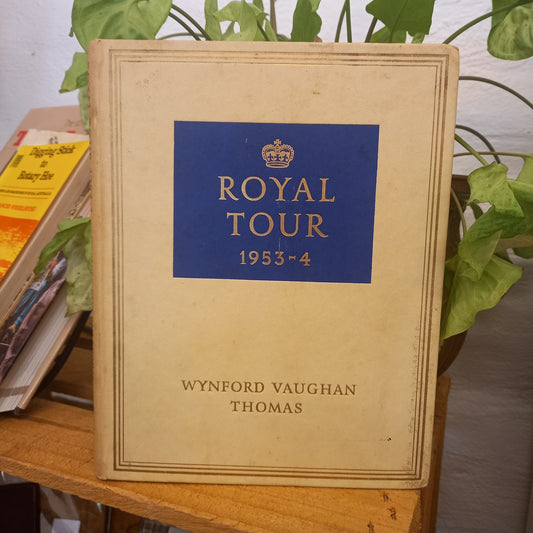 ROYAL
TOUR
1953-4
WYNFORD VAUGHAN
THOMAS
Digging Stick
to
Rotary Hoe